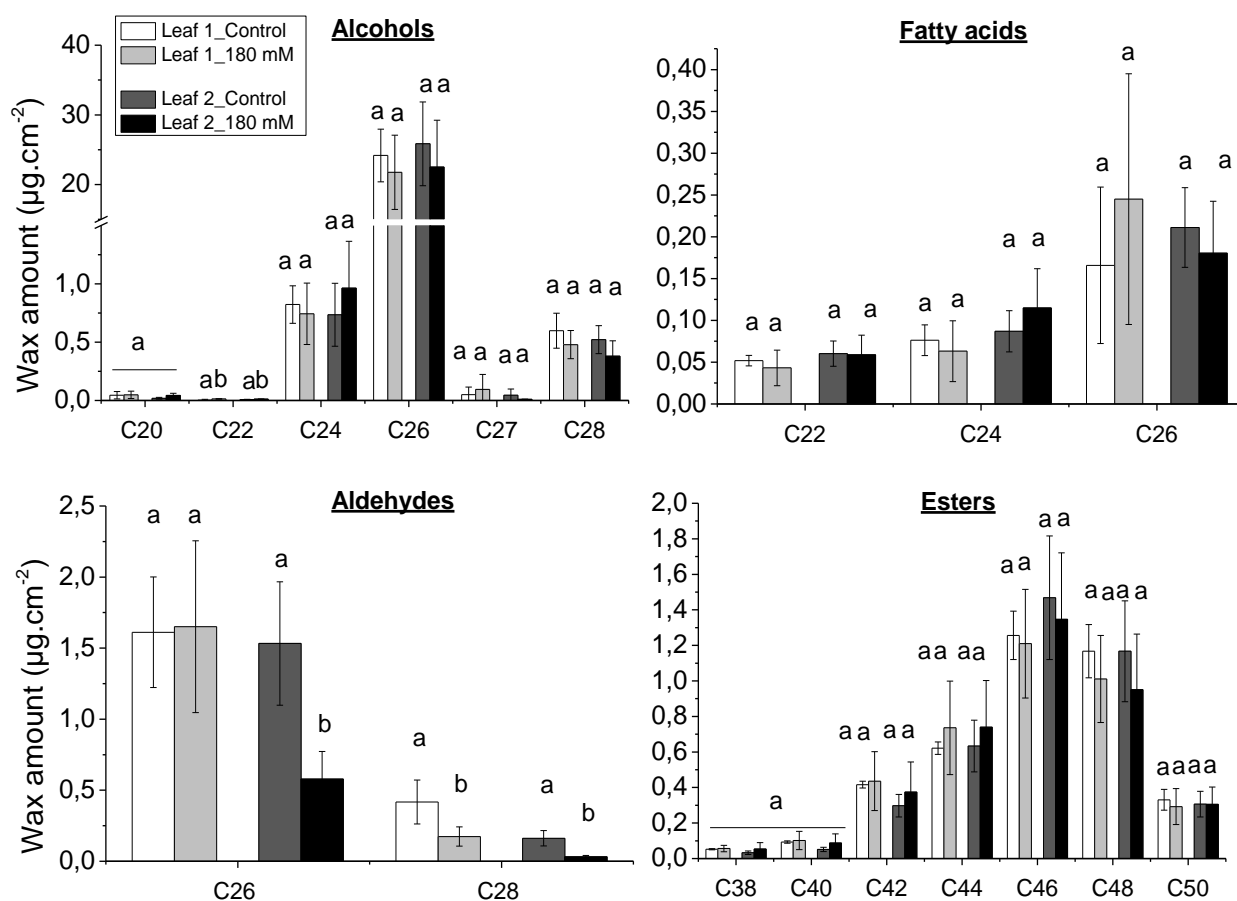 Alcohols
Leaf 1_Control
Leaf 1_180 mM
Leaf 2_Control
Leaf 2_180 mM
Wax amount (µg.cm-2)
40
30
20
1,0
0,5
0,0
a
ab ab
a a a a
a a a a
a a a a
a a a a
C20 C22 C24 C26 C27 C28
Fatty acids
0,40
0,35
0,30
0,25
0,20
0,15
0,10
0,05
0,00
a a a a
a a a a
a a a a
C22 C24 C26
Aldehydes
Wax amount (µg.cm-2)
2,5
2,0
1,5
1,0
0,5
0,0
a a a b
a b a b
C26 C28
Esters
2,0
1,8
1,6
1,4
1,2
1,0
0,8
0,6
0,4
0,2
0,0
a
a a a a
a a a a
a a a a
a a a a
a a a a
C38 C40 C42 C44 C46 C48 C50